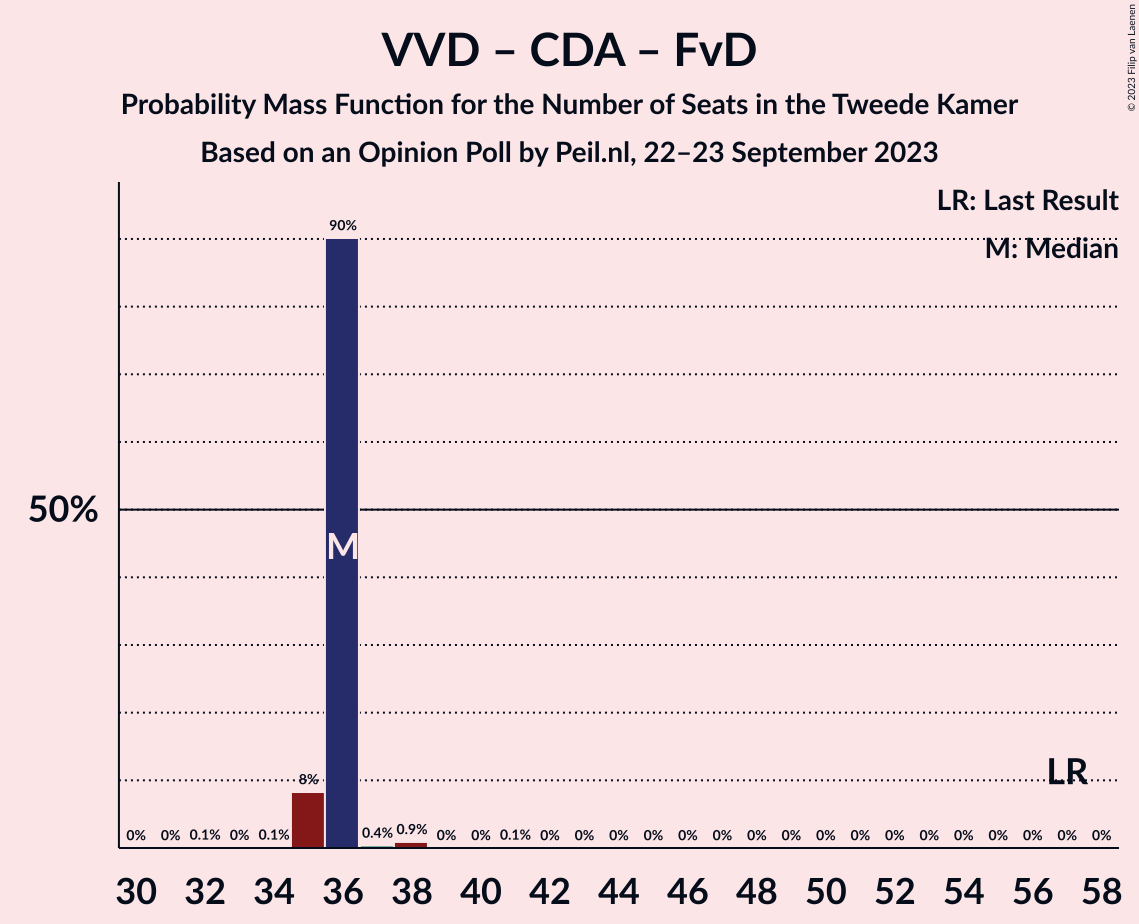 VVD – CDA – FvD
Probability Mass Function for the Number of Seats in the Tweede Kamer
Based on an Opinion Poll by Peil.nl, 22–23 September 2023
© 2023 Filip van Laenen
LR: Last Result
M: Median
90%
50%
M
LR
8%
0% 0% 0.1% 0% 0.1% 0.4% 0.9% 0% 0% 0.1% 0% 0% 0% 0% 0% 0% 0% 0% 0% 0% 0% 0% 0% 0% 0% 0% 0%
30 32 34 36 38 40 42 44 46 48 50 52 54 56 58